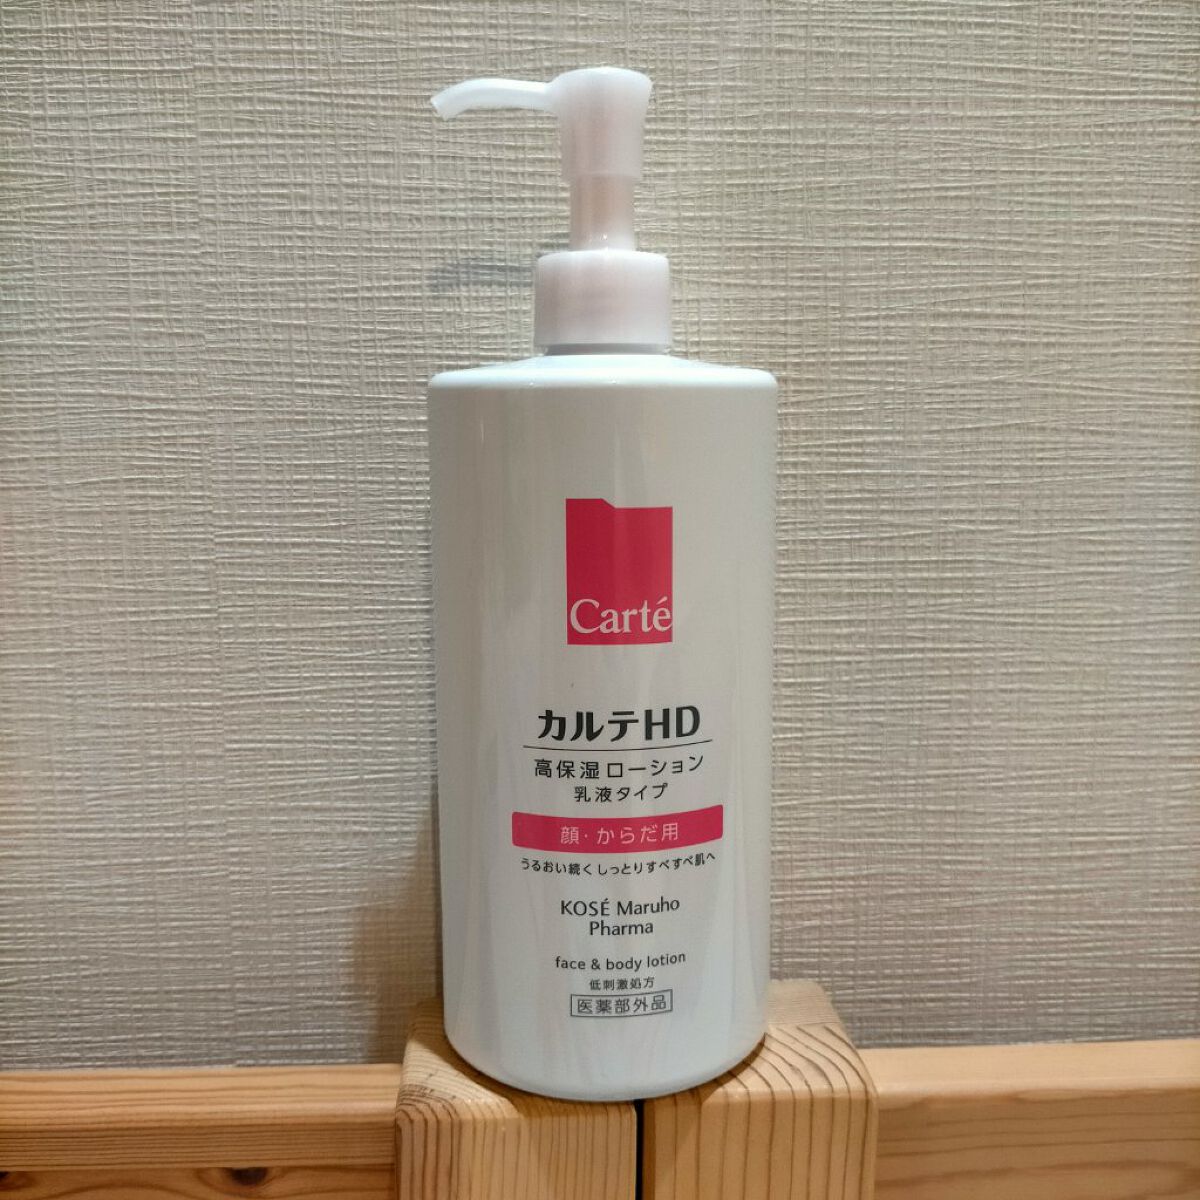 Carté
カルテHD
高保湿 ローション
乳液タイプ
顔・からだ用
うるおい続くしっとりすべすべ肌へ
KOSÉ Maruho
Pharma
face & body lotion
低刺激処方
医薬部外品